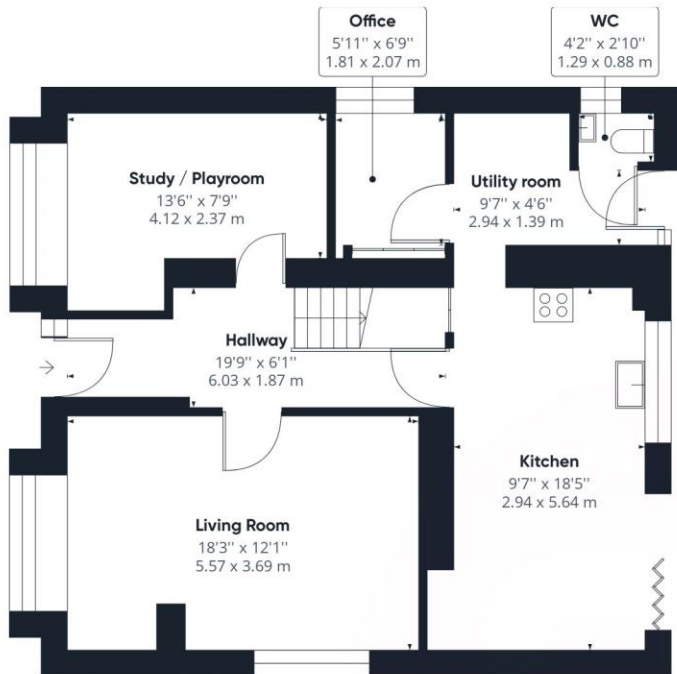 Office
5'11'' x 6'9''
1.81 x 2.07 m
WC
4'2'' x 2'10''
1.29 x 0.88 m
Study / Playroom
13'6'' x 7'9''
4.12 x 2.37 m
Utility room
9'7'' x 4'6''
2.94 x 1.39 m
Hallway
19'9'' x 6'1''
6.03 x 1.87 m
Kitchen
9'7'' x 18'5''
2.94 x 5.64 m
Living Room
18'3'' x 12'1''
5.57 x 3.69 m